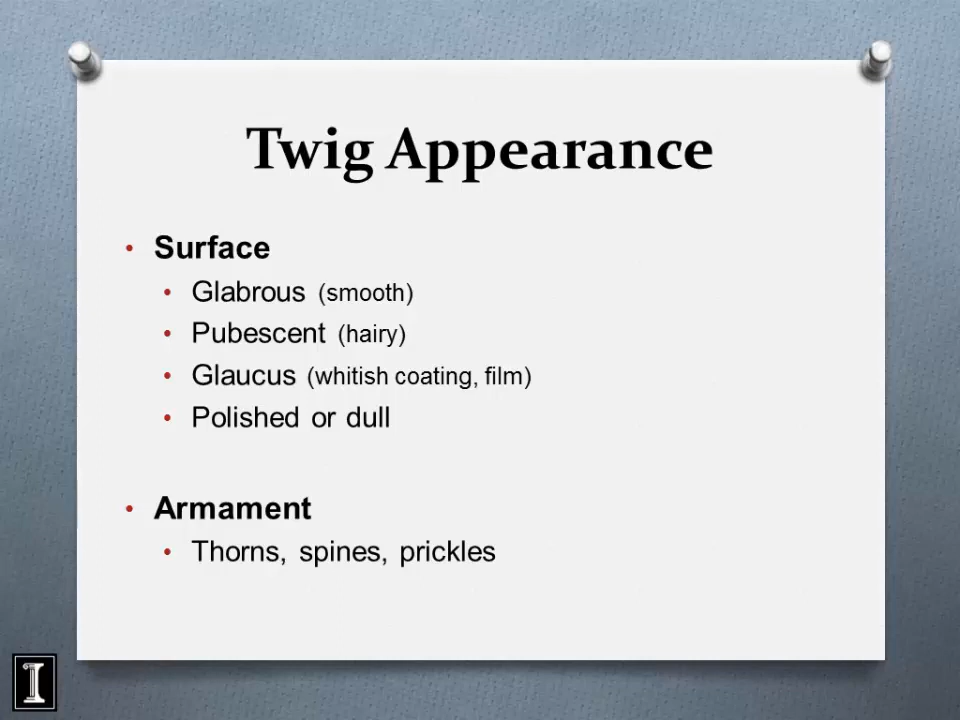 Twig Appearance
• Surface
• Glabrous (smooth)
• Pubescent (hairy)
• Glaucus (whitish coating, film)
• Polished or dull
• Armament
• Thorns, spines, prickles
I